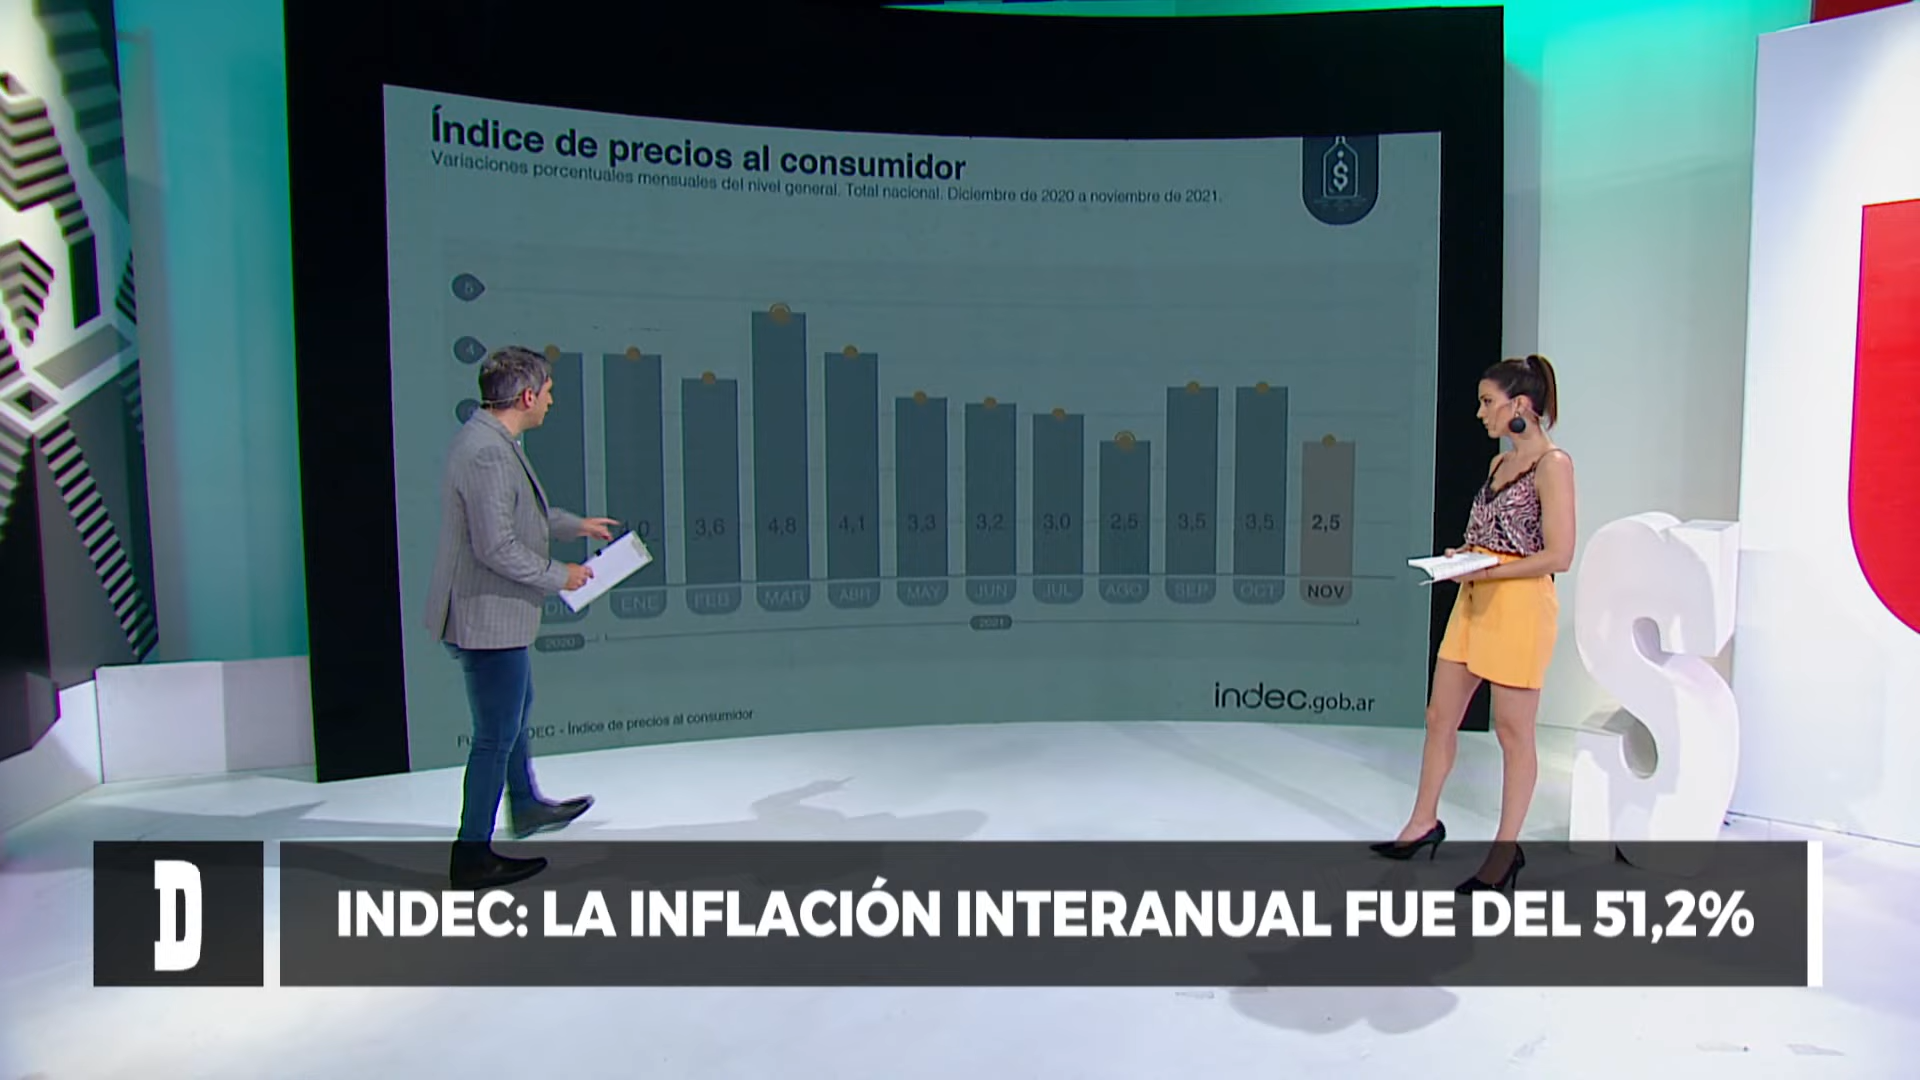 Índice de precios al consumidor
Variaciones porcentuales mensuales del nivel general. Total nacional. Diciembre de 2020 a noviembre de 2021.
$
5
4
4,0 3,6 4,8 4,1 3,3 3,2 3,0 2,5 3,5 3,5 2,5
ENE FEB MAR ABR MAY JUN JUL AGO SEP OCT NOV
2020 2021
indec.gob.ar
- Índice de precios al consumidor
S
D
INDEC: LA INFLACIÓN INTERANUAL FUE DEL 51,2%